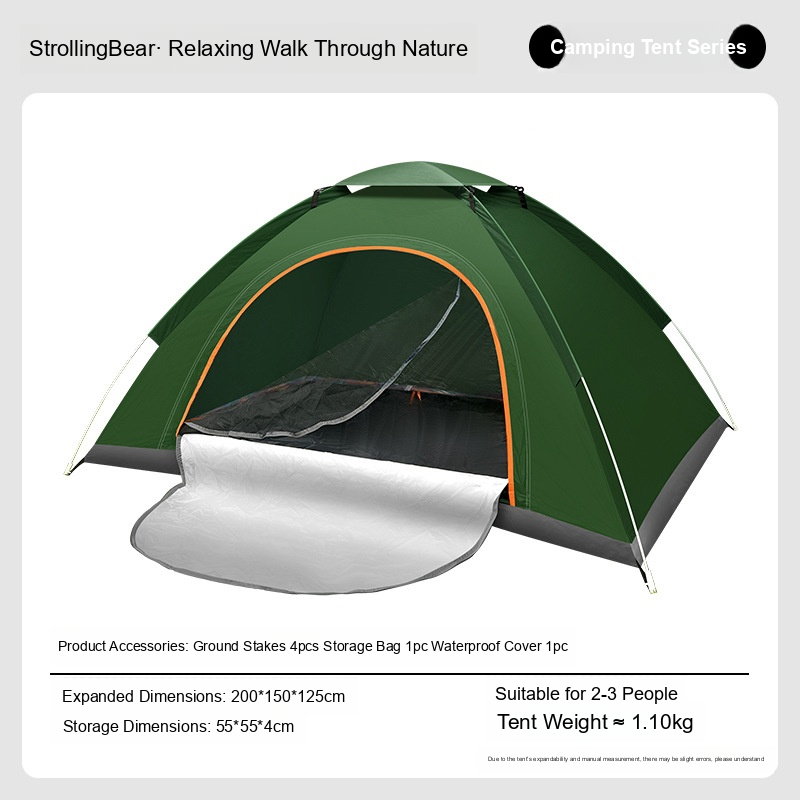 StrollingBear· Relaxing Walk Through Nature
Camping Tent Series
Product Accessories: Ground Stakes 4pcs Storage Bag 1pc Waterproof Cover 1pc
Expanded Dimensions: 200*150*125cm
Suitable for 2-3 People
Storage Dimensions: 55*55*4cm
Tent Weight ≈ 1.10kg
Due to the tent's expandability and manual measurement, there may be slight errors, please understand